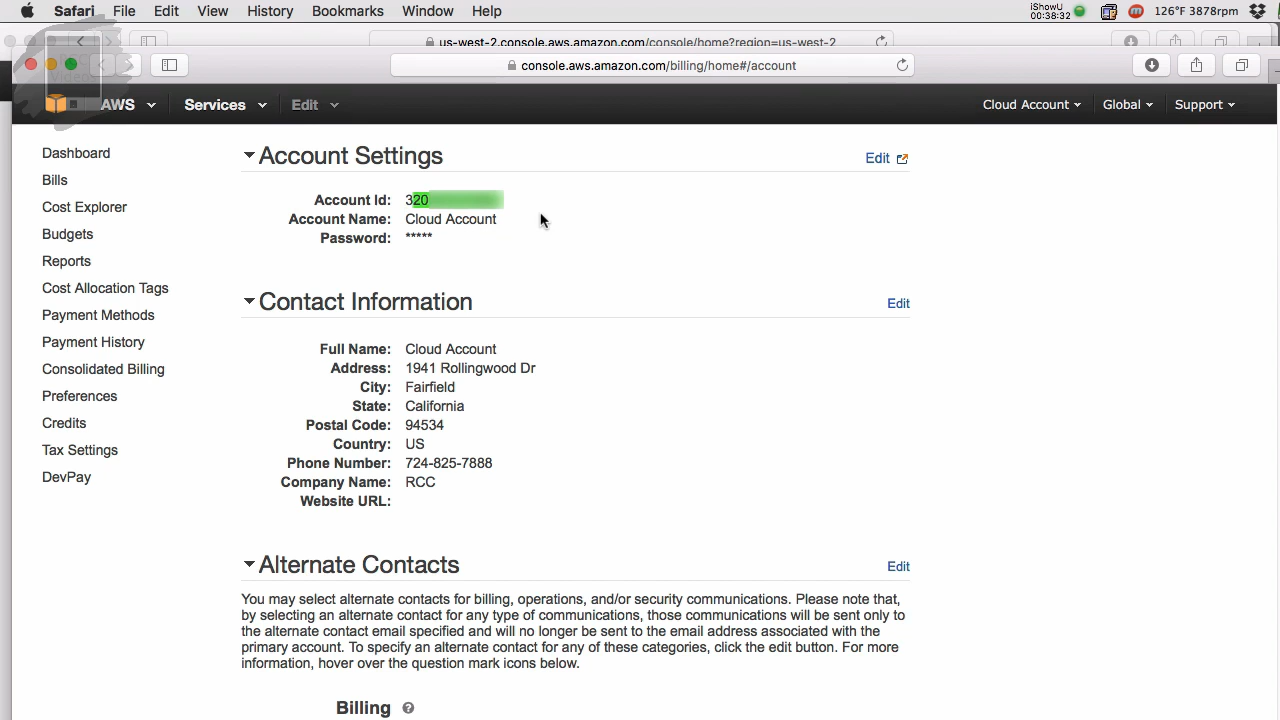 Safari File Edit View History Bookmarks Window Help iShowU 00:38:32 126°F 3878rpm
us-west-2.console.aws.amazon.com/console/home?region=us-west-2
console.aws.amazon.com/billing/home#/account
AWS Services Edit Cloud Account Global Support
Dashboard
Bills
Cost Explorer
Budgets
Reports
Cost Allocation Tags
Payment Methods
Payment History
Consolidated Billing
Preferences
Credits
Tax Settings
DevPay
Account Settings Edit
Account Id: 320
Account Name: Cloud Account
Password: *****
Contact Information Edit
Full Name: Cloud Account
Address: 1941 Rollingwood Dr
City: Fairfield
State: California
Postal Code: 94534
Country: US
Phone Number: 724-825-7888
Company Name: RCC
Website URL:
Alternate Contacts Edit
You may select alternate contacts for billing, operations, and/or security communications. Please note that,
by selecting an alternate contact for any type of communications, those communications will be sent only to
the alternate contact email specified and will no longer be sent to the email address associated with the
primary account. To specify an alternate contact for any of these categories, click the edit button. For more
information, hover over the question mark icons below.
Billing ?